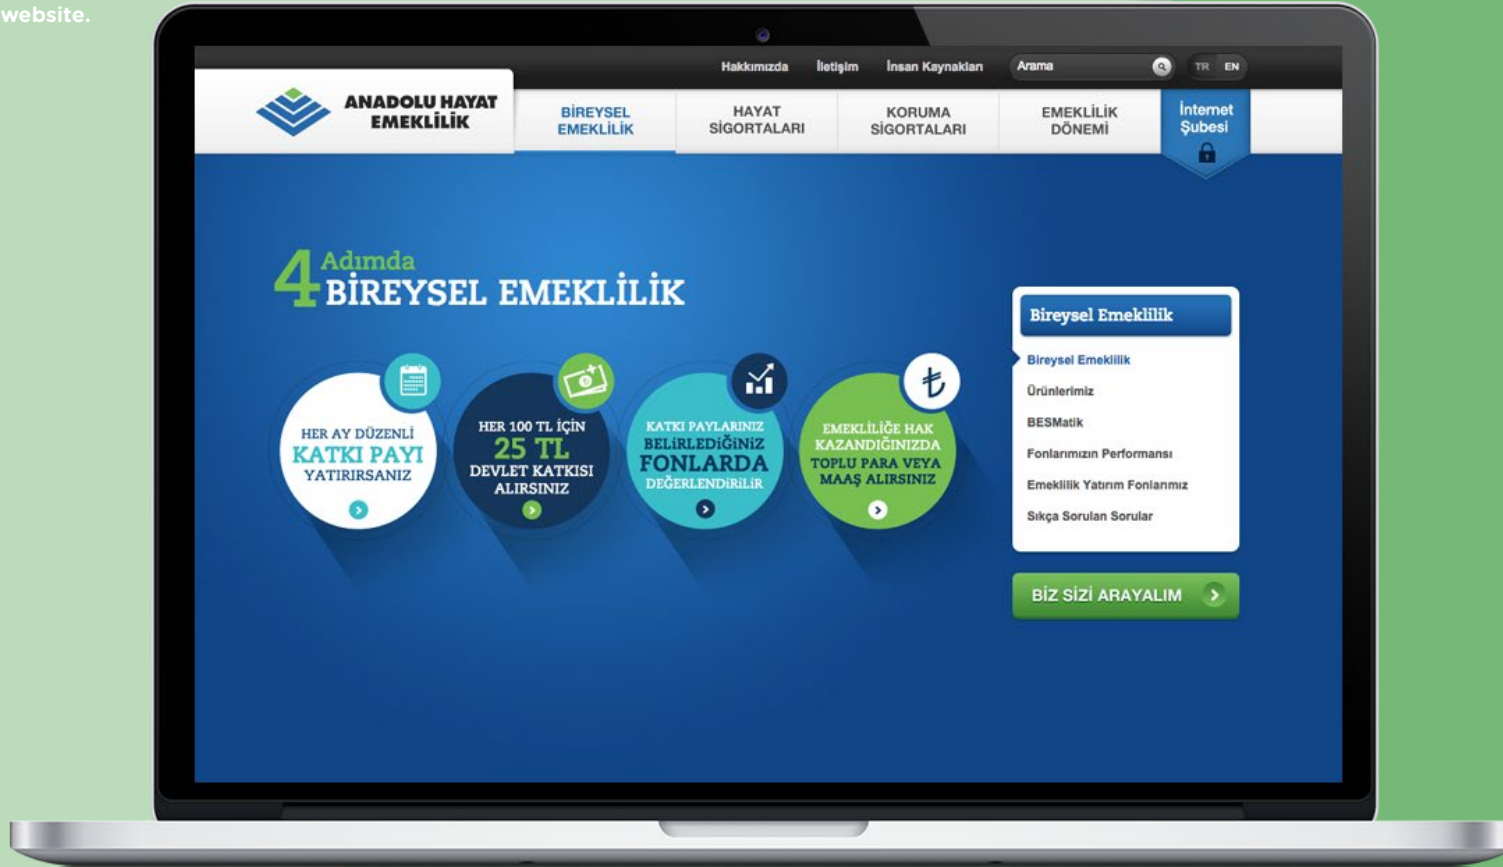 website.
Hakkımızda İletişim İnsan Kaynakları Arama TR EN
ANADOLU HAYAT
EMEKLİLİK
BİREYSEL
EMEKLİLİK
HAYAT
SİGORTALARI
KORUMA
SİGORTALARI
EMEKLİLİK
DÖNEMİ
İnternet
Şubesi
4 Adımda
BİREYSEL EMEKLİLİK
HER AY DÜZENLİ
KATKI PAYI
YATIRIRSANIZ
HER 100 TL İÇİN
25 TL
DEVLET KATKISI
ALIRSINIZ
KATKI PAYLARINIZ
BELİRLEDİĞİNİZ
FONLARDA
DEĞERLENDİRİLİR
EMEKLİLİĞE HAK
KAZANDIĞINIZDA
TOPLU PARA VEYA
MAAŞ ALIRSINIZ
Bireysel Emeklilik
Bireysel Emeklilik
Ürünlerimiz
BESMatik
Fonlarımızın Performansı
Emeklilik Yatırım Fonlarımız
Sıkça Sorulan Sorular
BİZ SİZİ ARAYALIM